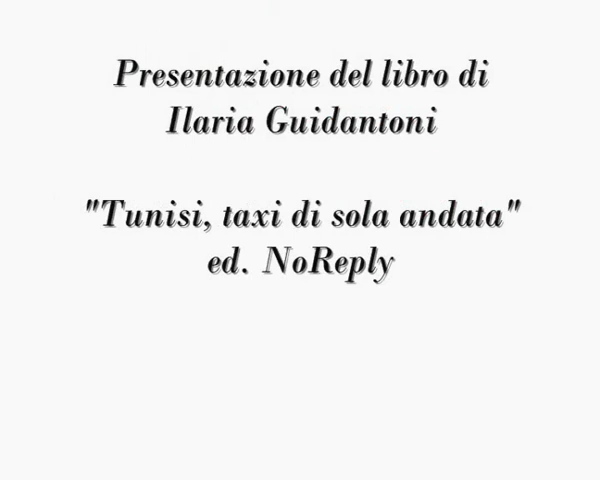 Presentazione del libro di
Ilaria Guidantoni
"Tunisi, taxi di sola andata"
ed. NoReply